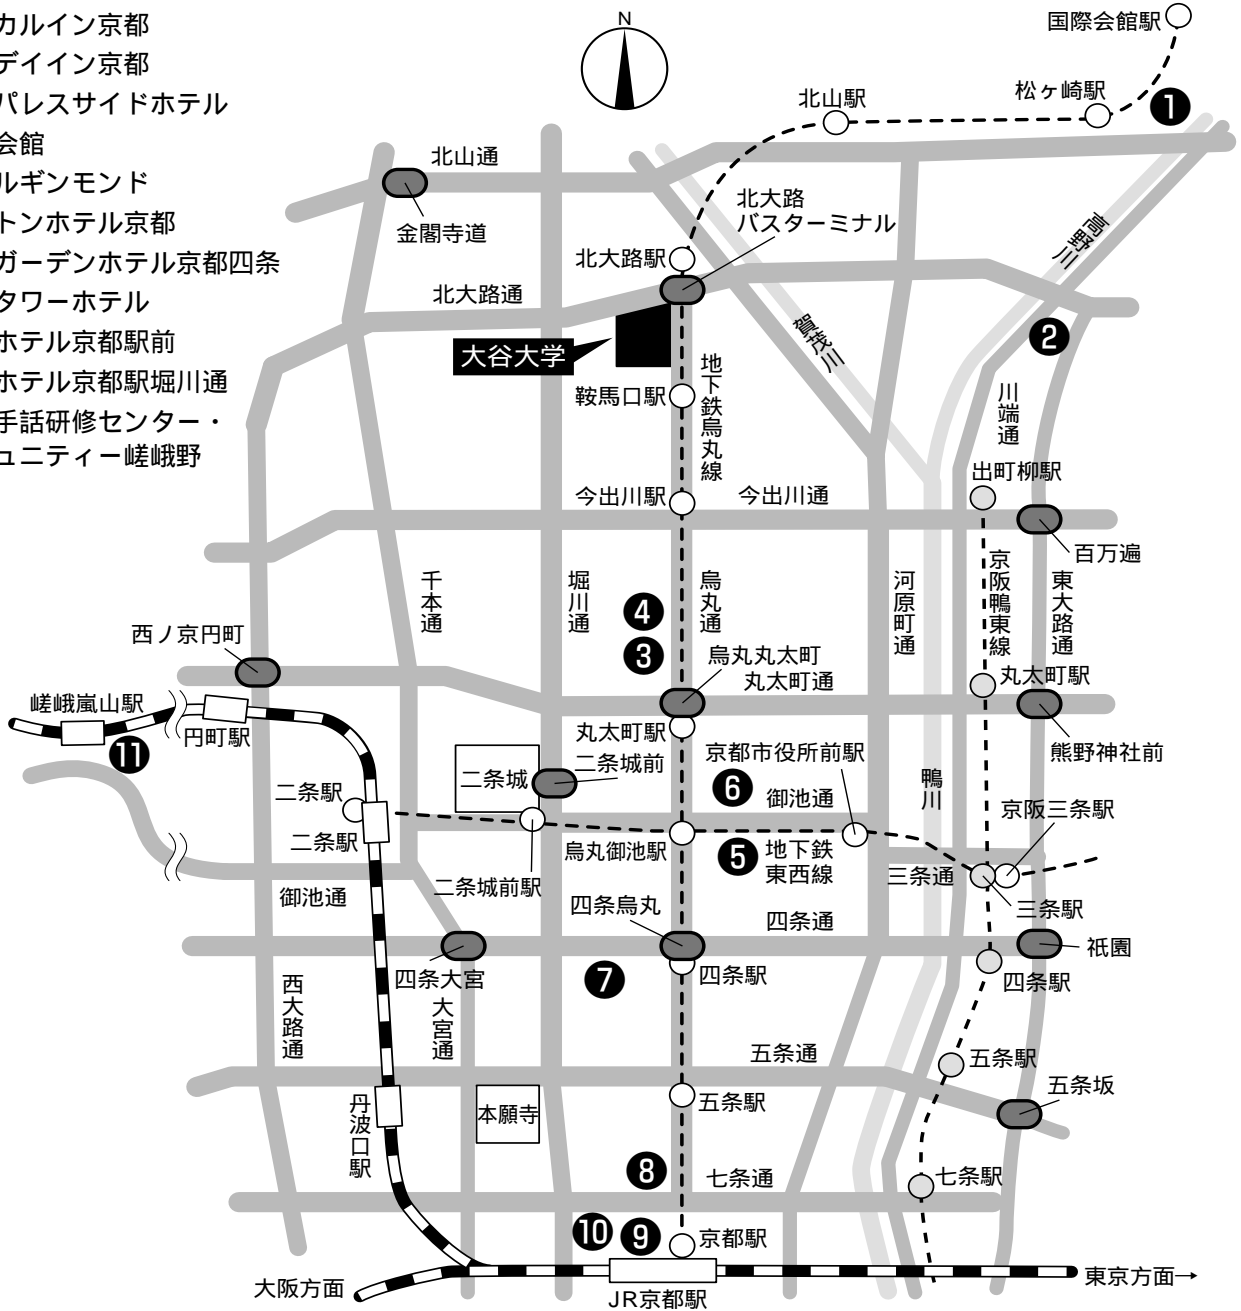 カルイン京都
デイイン京都
パレスサイドホテル
会館
ルギンモンド
トンホテル京都
ガーデンホテル京都四条
タワーホテル
ホテル京都駅前
ホテル京都駅堀川通
手話研修センター・
ュニティー嵯峨野
N
国際会館駅
松ヶ崎駅
❶
北山駅
北山通
金閣寺道
北大路
バスターミナル
高野川
北大路駅
北大路通
賀茂川
❷
大谷大学
地下鉄烏丸線
鞍馬口駅
川端通
出町柳駅
今出川駅
今出川通
百万遍
千本通
堀川通
烏丸通
河原町通
京阪鴨東線
東大路通
❹
❸
西ノ京円町
烏丸丸太町
丸太町通
丸太町駅
嵯峨嵐山駅
円町駅
⓫
丸太町駅
熊野神社前
京都市役所前駅
二条城
二条城前
❻
御池通
鴨川
京阪三条駅
二条駅
二条駅
烏丸御池駅
❺
地下鉄
東西線
三条通
二条城前駅
御池通
四条烏丸
四条通
三条駅
祇園
四条大宮
❼
四条駅
四条駅
西大路通
大宮通
五条通
五条駅
五条坂
丹波口駅
本願寺
五条駅
❽
七条通
七条駅
❿
❾
京都駅
大阪方面
JR京都駅
東京方面→